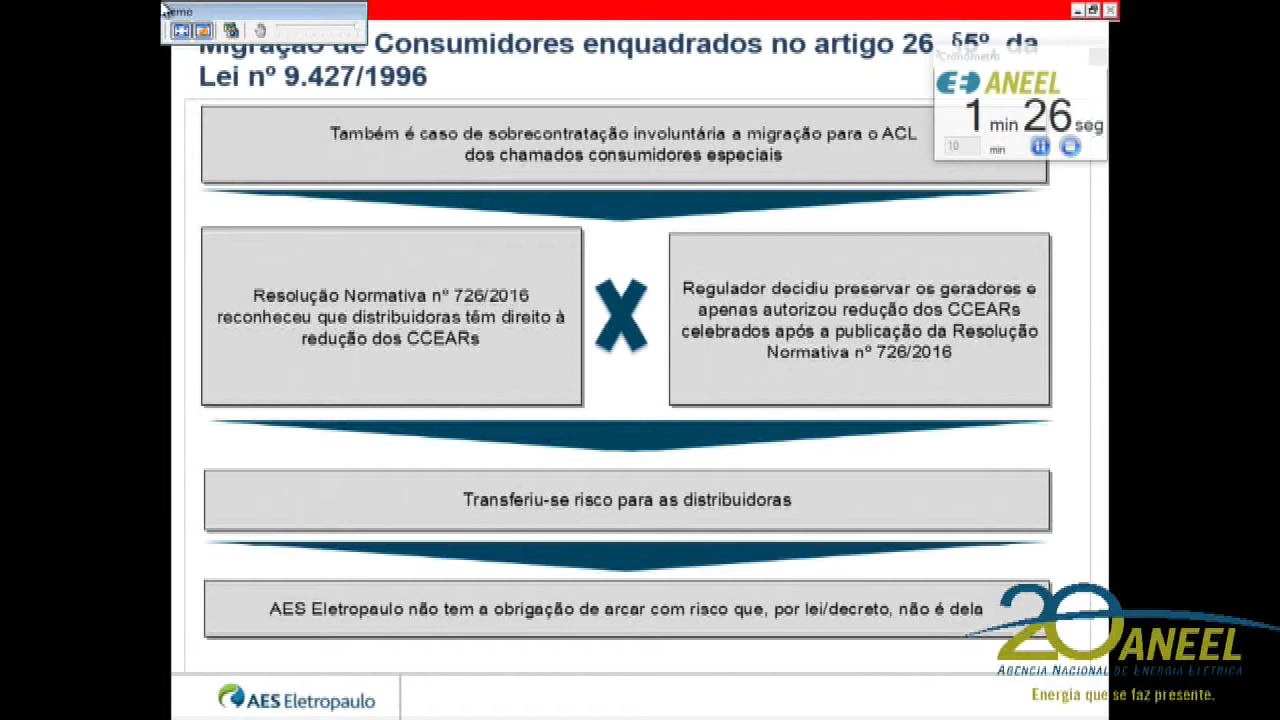 Migração de Consumidores enquadrados no artigo 26, §5º, da
Lei nº 9.427/1996
Cronometro
ANEEL
1 min 26 seg
10 min
Também é caso de sobrecontratação involuntária a migração para o ACL
dos chamados consumidores especiais
Resolução Normativa nº 726/2016
reconheceu que distribuidoras têm direito à
redução dos CCEARs
X
Regulador decidiu preservar os geradores e
apenas autorizou redução dos CCEARs
celebrados após a publicação da Resolução
Normativa nº 726/2016
Transferiu-se risco para as distribuidoras
AES Eletropaulo não tem a obrigação de arcar com risco que, por lei/decreto, não é dela
AES Eletropaulo
20 ANEEL
AGÊNCIA NACIONAL DE ENERGIA ELÉTRICA
Energia que se faz presente.